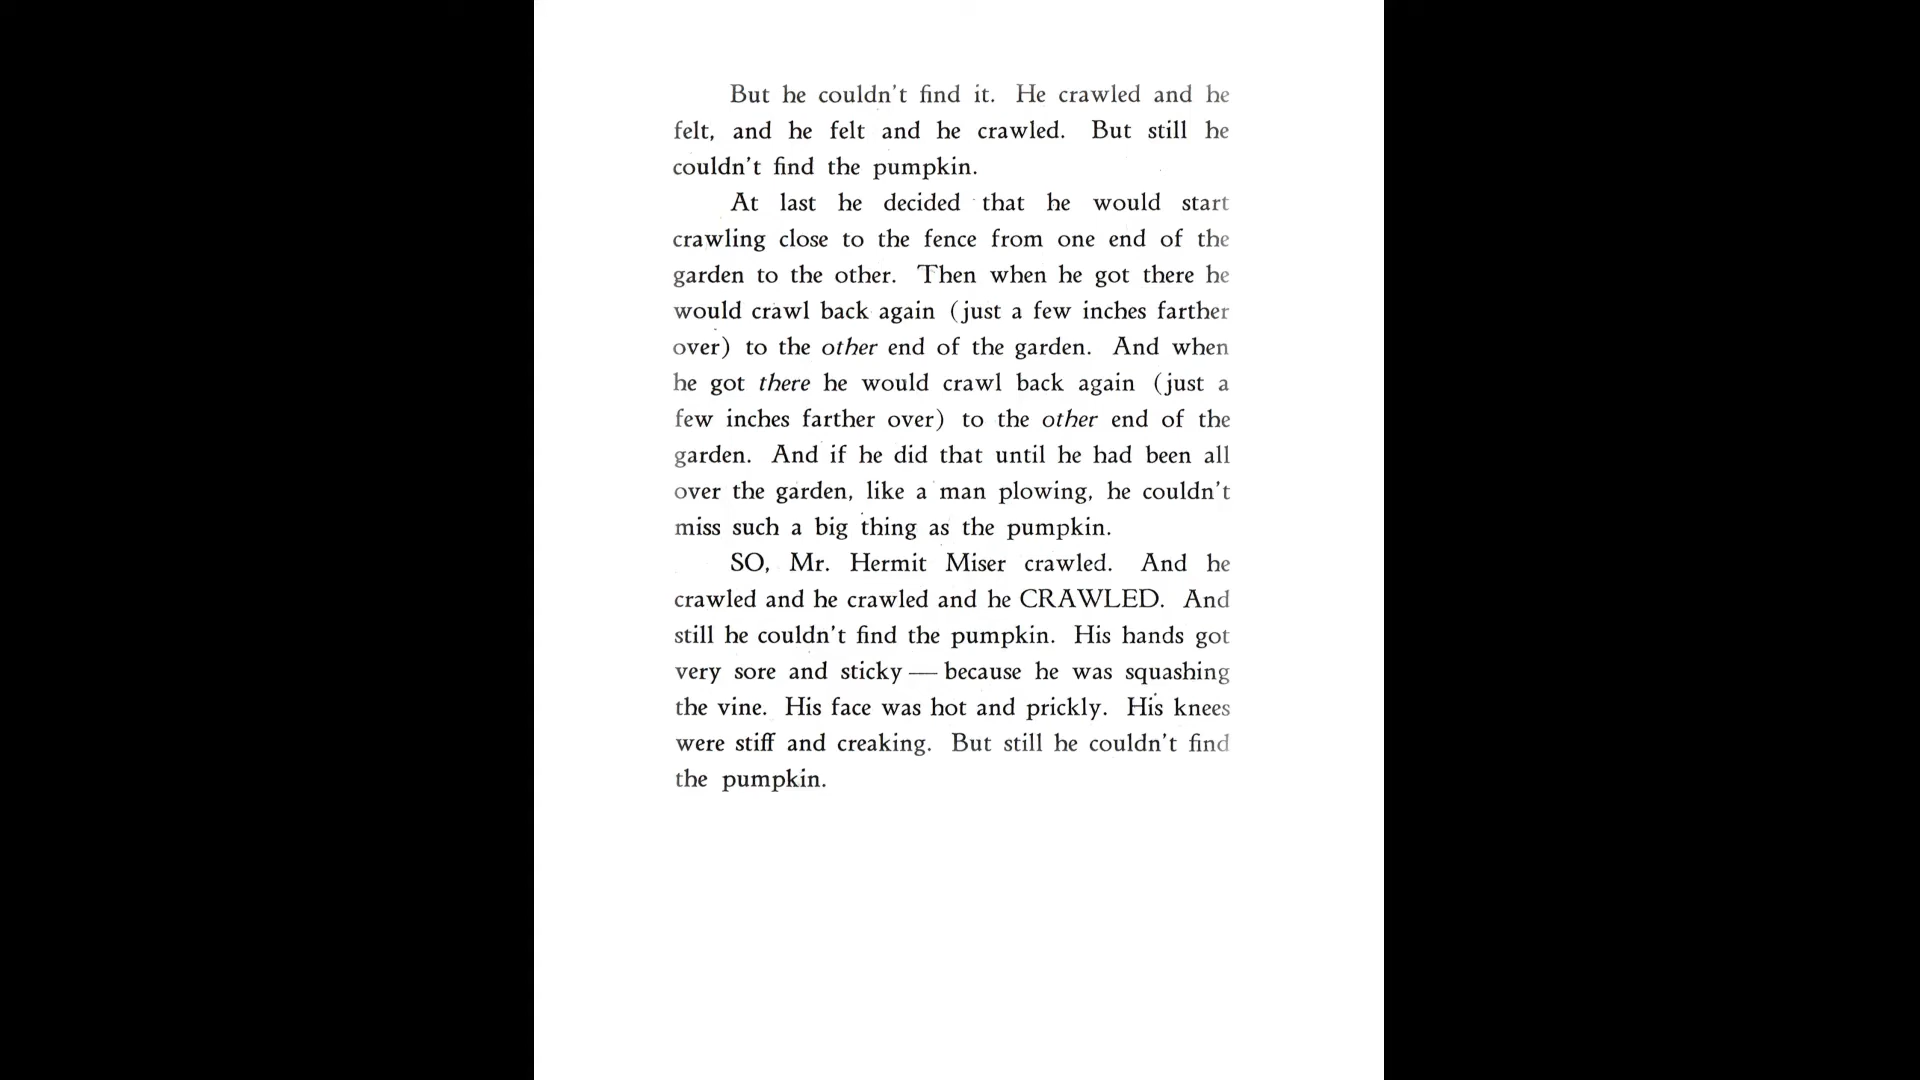 But he couldn't find it. He crawled and he
felt, and he felt and he crawled. But still he
couldn't find the pumpkin.
At last he decided that he would start
crawling close to the fence from one end of the
garden to the other. Then when he got there he
would crawl back again (just a few inches farther
over) to the other end of the garden. And when
he got there he would crawl back again (just a
few inches farther over) to the other end of the
garden. And if he did that until he had been all
over the garden, like a man plowing, he couldn't
miss such a big thing as the pumpkin.
SO, Mr. Hermit Miser crawled. And he
crawled and he crawled and he CRAWLED. And
still he couldn't find the pumpkin. His hands got
very sore and sticky — because he was squashing
the vine. His face was hot and prickly. His knees
were stiff and creaking. But still he couldn't find
the pumpkin.